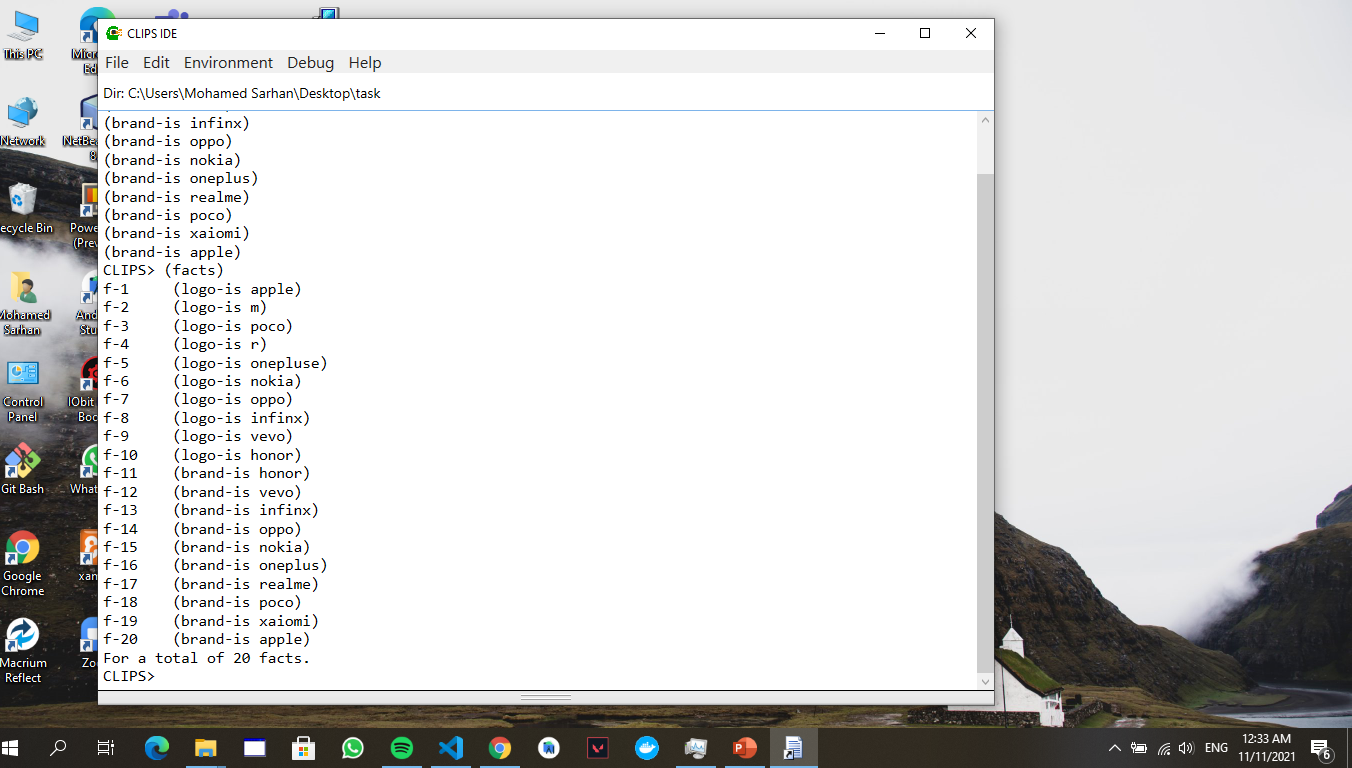 CLIPS IDE
File Edit Environment Debug Help
Dir: C:\Users\Mohamed Sarhan\Desktop\task
(brand-is infinx)
(brand-is oppo)
(brand-is nokia)
(brand-is oneplus)
(brand-is realme)
(brand-is poco)
(brand-is xaiomi)
(brand-is apple)
CLIPS> (facts)
f-1 (logo-is apple)
f-2 (logo-is m)
f-3 (logo-is poco)
f-4 (logo-is r)
f-5 (logo-is onepluse)
f-6 (logo-is nokia)
f-7 (logo-is oppo)
f-8 (logo-is infinx)
f-9 (logo-is vevo)
f-10 (logo-is honor)
f-11 (brand-is honor)
f-12 (brand-is vevo)
f-13 (brand-is infinx)
f-14 (brand-is oppo)
f-15 (brand-is nokia)
f-16 (brand-is oneplus)
f-17 (brand-is realme)
f-18 (brand-is poco)
f-19 (brand-is xaiomi)
f-20 (brand-is apple)
For a total of 20 facts.
CLIPS>
This PC
Network
ecycle Bin
Mohamed
Sarhan
Control
Panel
Git Bash
Google
Chrome
Macrium
Reflect
Micr
Ed
NetBe
8
Powe
(Prev
And
Stu
IObit
Boo
What
xan
Zo
ENG
12:33 AM
11/11/2021
6